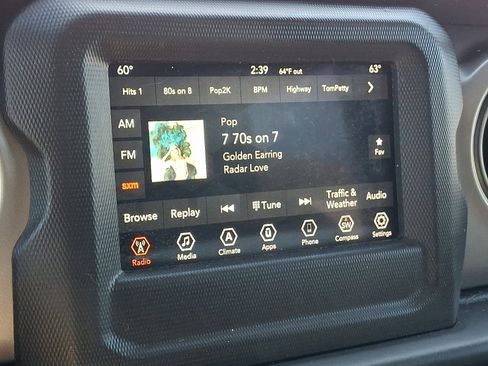 60° 2:39 64°F out 63°
Hits 1 80s on 8 Pop2K BPM Highway TomPetty
AM
Pop
7 70s on 7
FM
Golden Earring
Fav
Radar Love
sxm
Browse Replay Tune Traffic & Weather Audio
SW
Radio Media Climate Apps Phone Compass Settings